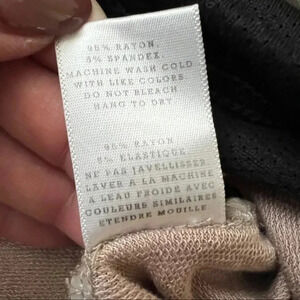 95% RAYON
5% SPANDEX
MACHINE WASH COLD
WITH LIKE COLORS.
DO NOT BLEACH
HANG TO DRY
95% RAYON
5% ELASTIQUE
NE PAS JAVELLISER
LAVER A LA MACHINE
A L'EAU FROIDE AVEC
COULEURS SIMILAIRES
ETENDRE MOUILLE